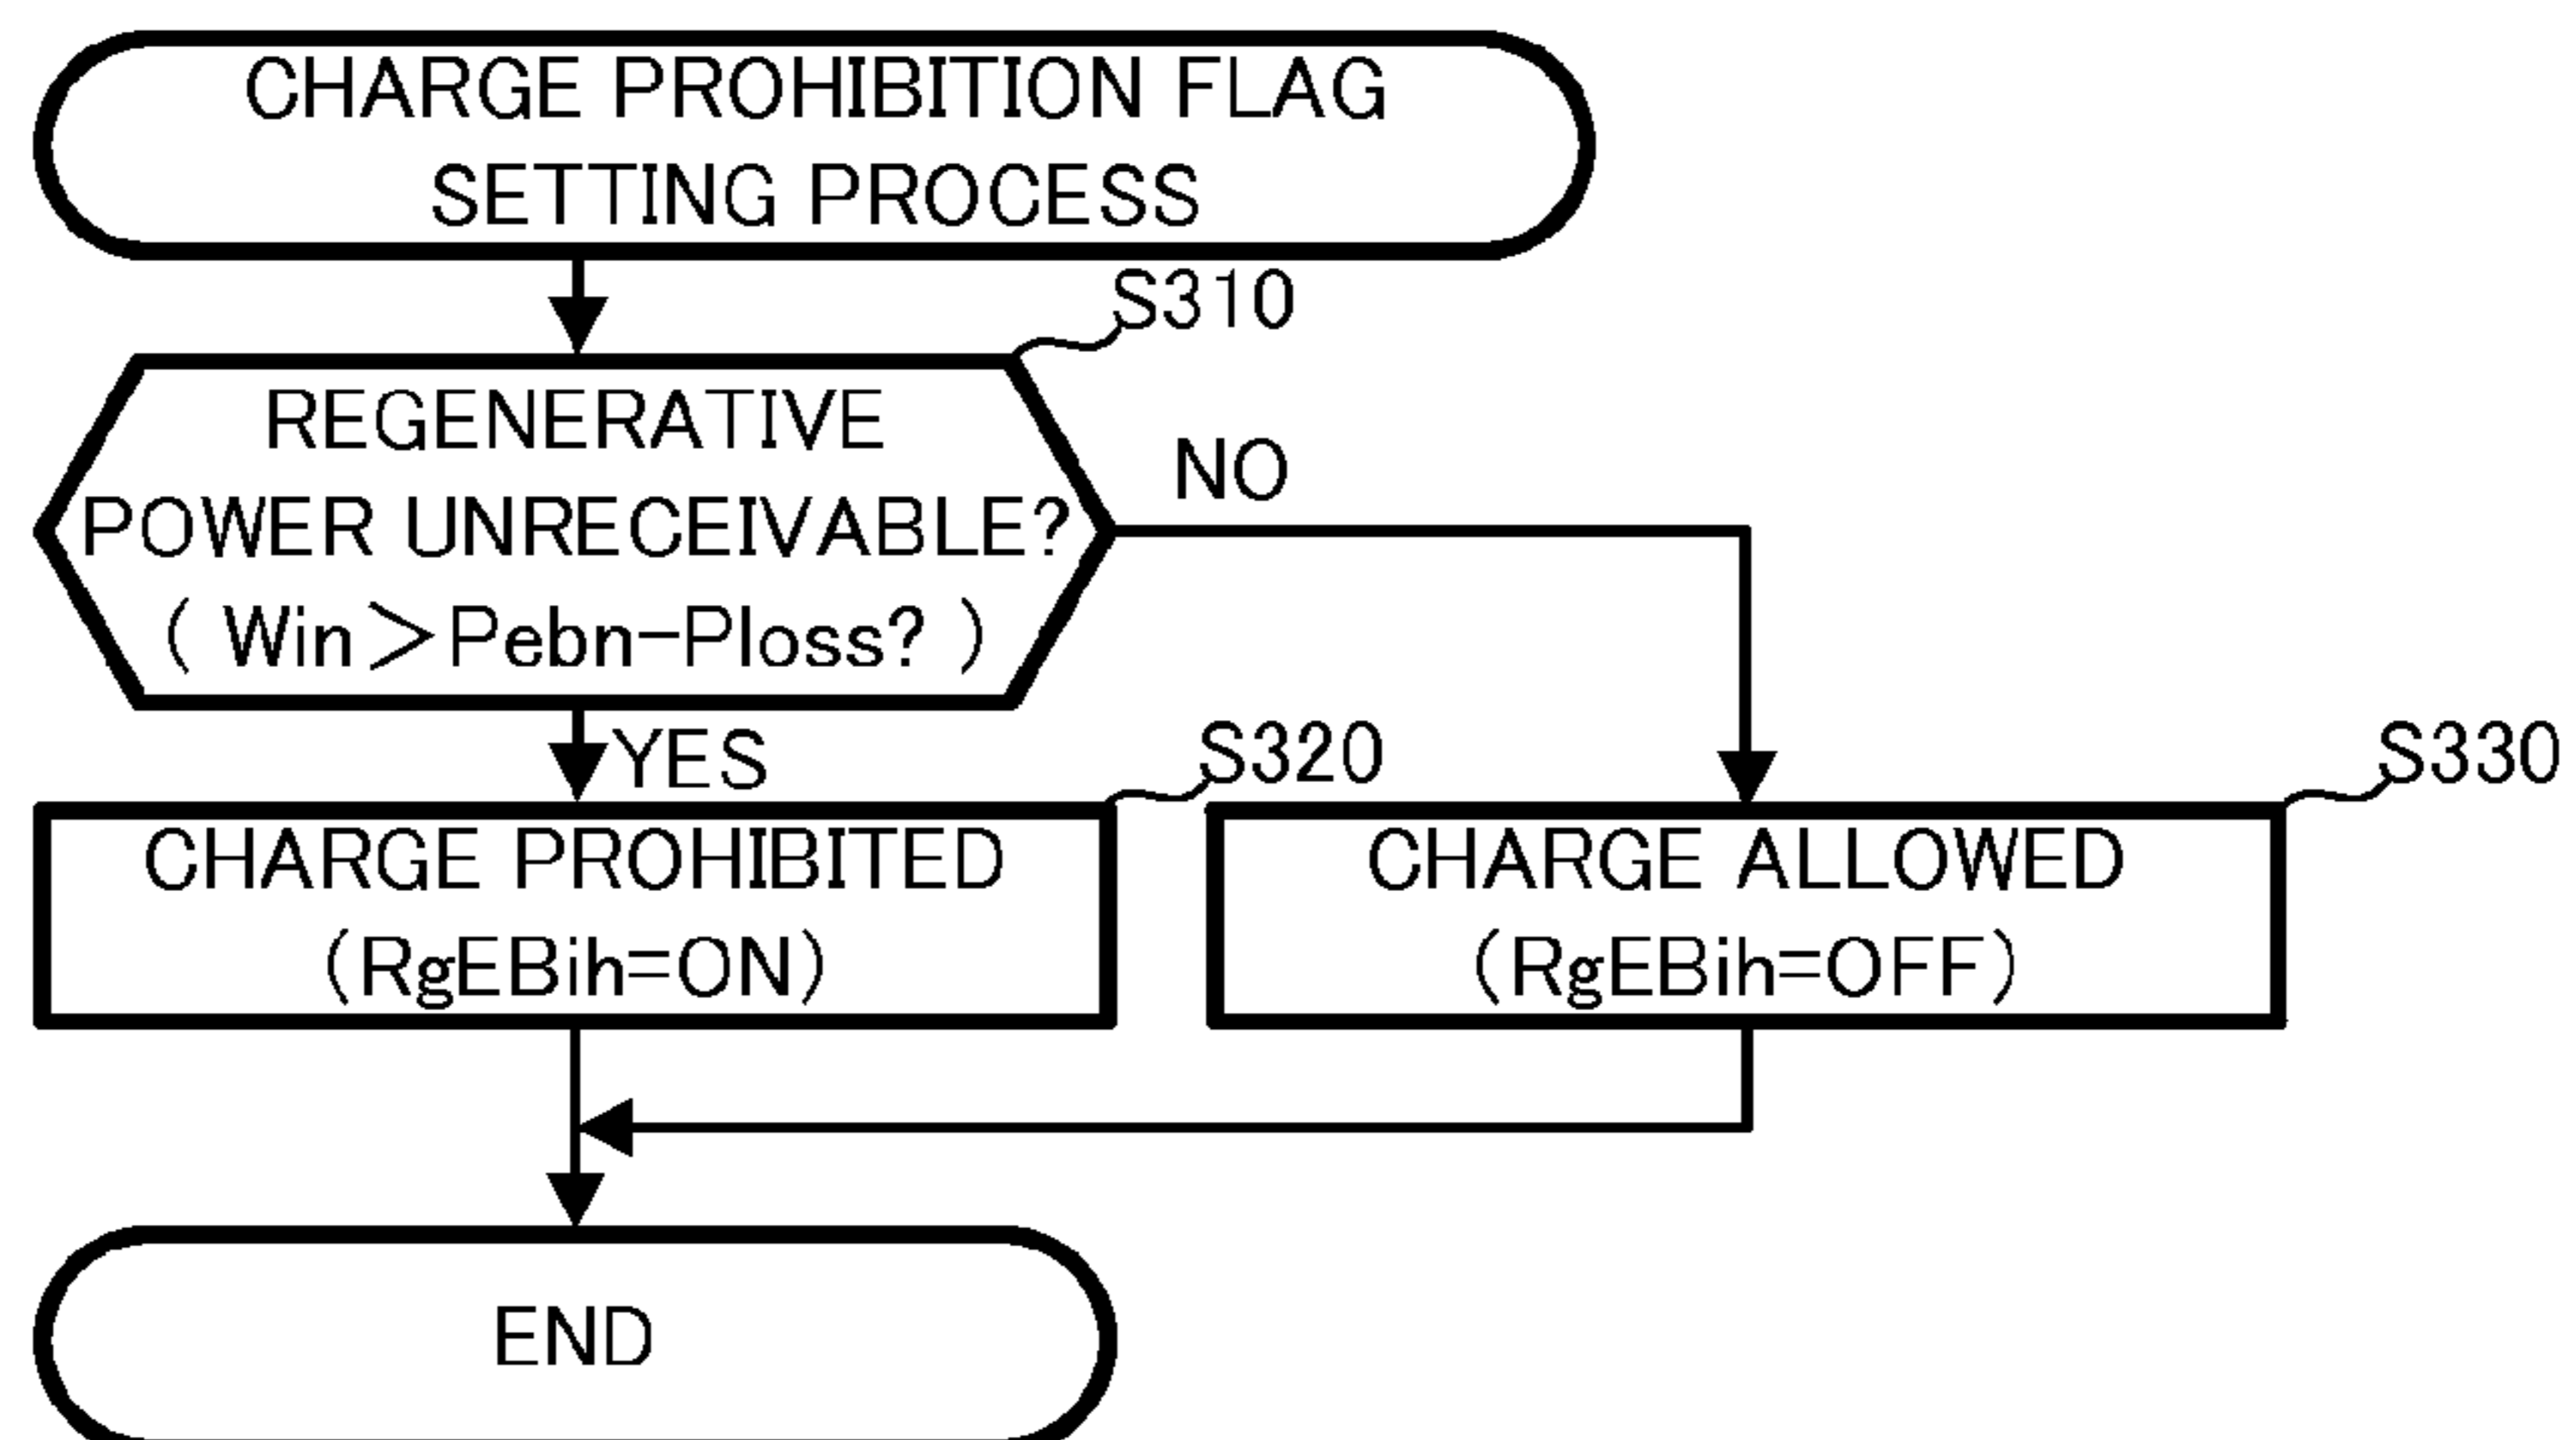 CHARGE PROHIBITION FLAG
SETTING PROCESS
S310
REGENERATIVE
POWER UNRECEIVABLE?
( Win>Pebn-Ploss? )
NO
YES
S320
CHARGE PROHIBITED
(RgEBih=ON)
S330
CHARGE ALLOWED
(RgEBih=OFF)
END